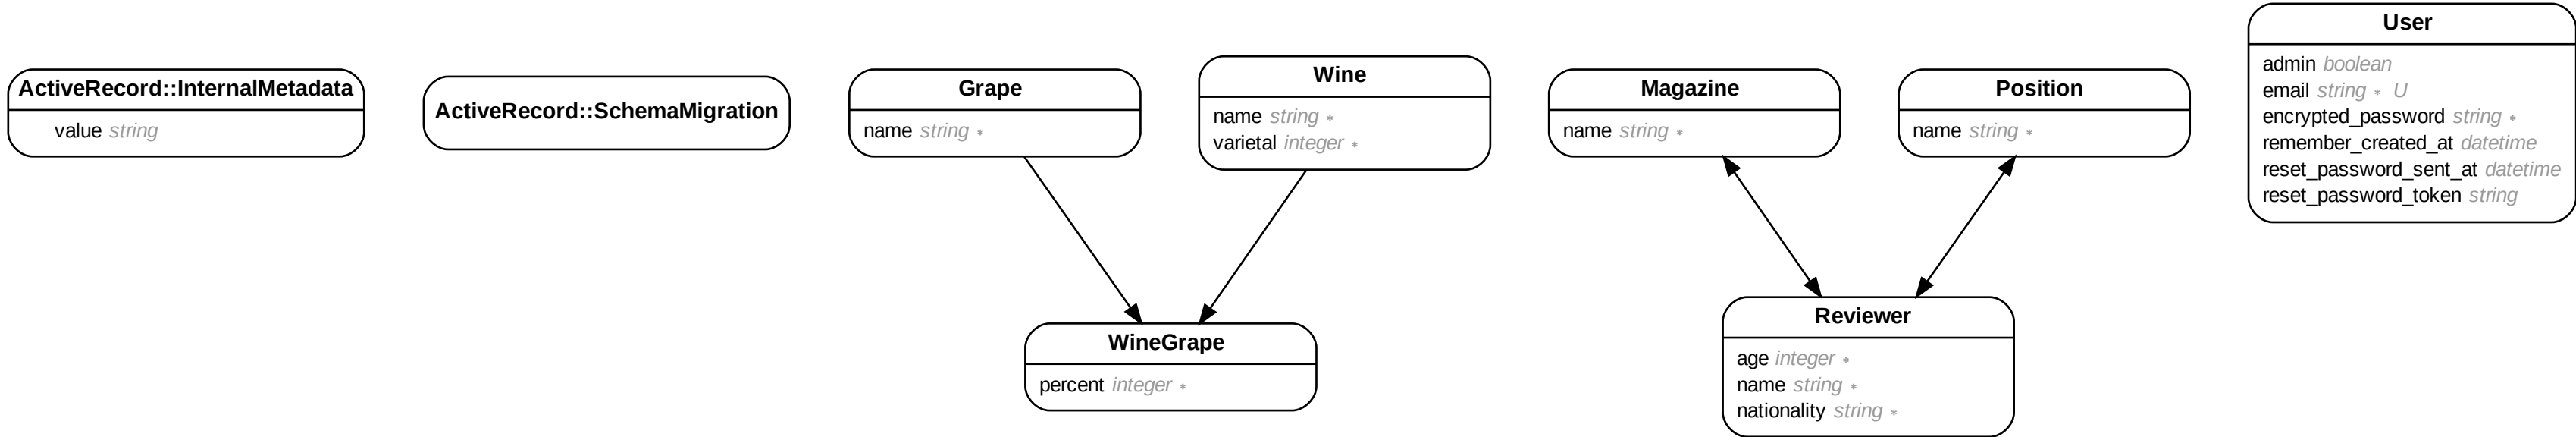 ActiveRecord::InternalMetadata
value string
ActiveRecord::SchemaMigration
Grape
name string *
Wine
name string *
varietal integer *
WineGrape
percent integer *
Magazine
name string *
Position
name string *
Reviewer
age integer *
name string *
nationality string *
User
admin boolean
email string * U
encrypted_password string *
remember_created_at datetime
reset_password_sent_at datetime
reset_password_token string